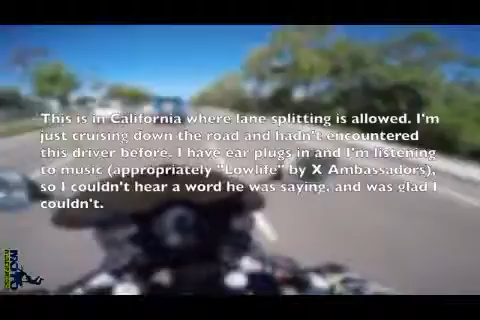 This is in California where lane splitting is allowed. I'm
just cruising down the road and hadn't encountered
this driver before. I have ear plugs in and I'm listening
to music (appropriately "Lowlife" by X Ambassadors),
so I couldn't hear a word he was saying, and was glad I
couldn't.